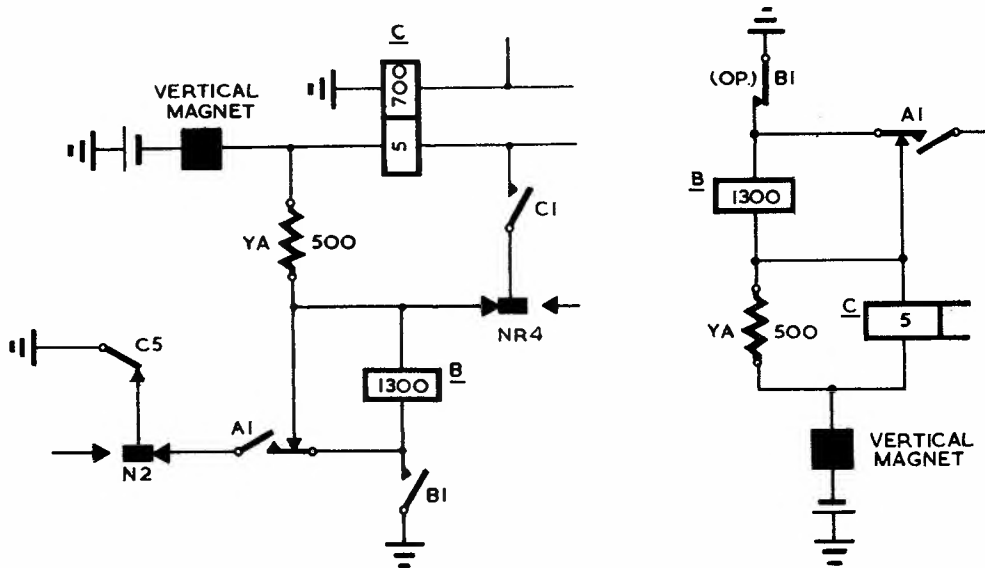 C
VERTICAL
MAGNET
700
5
C1
YA 500
NR4
C5
B
1300
A1
N2
B1
(OP.) B1
A1
B
1300
YA 500
C
5
VERTICAL
MAGNET